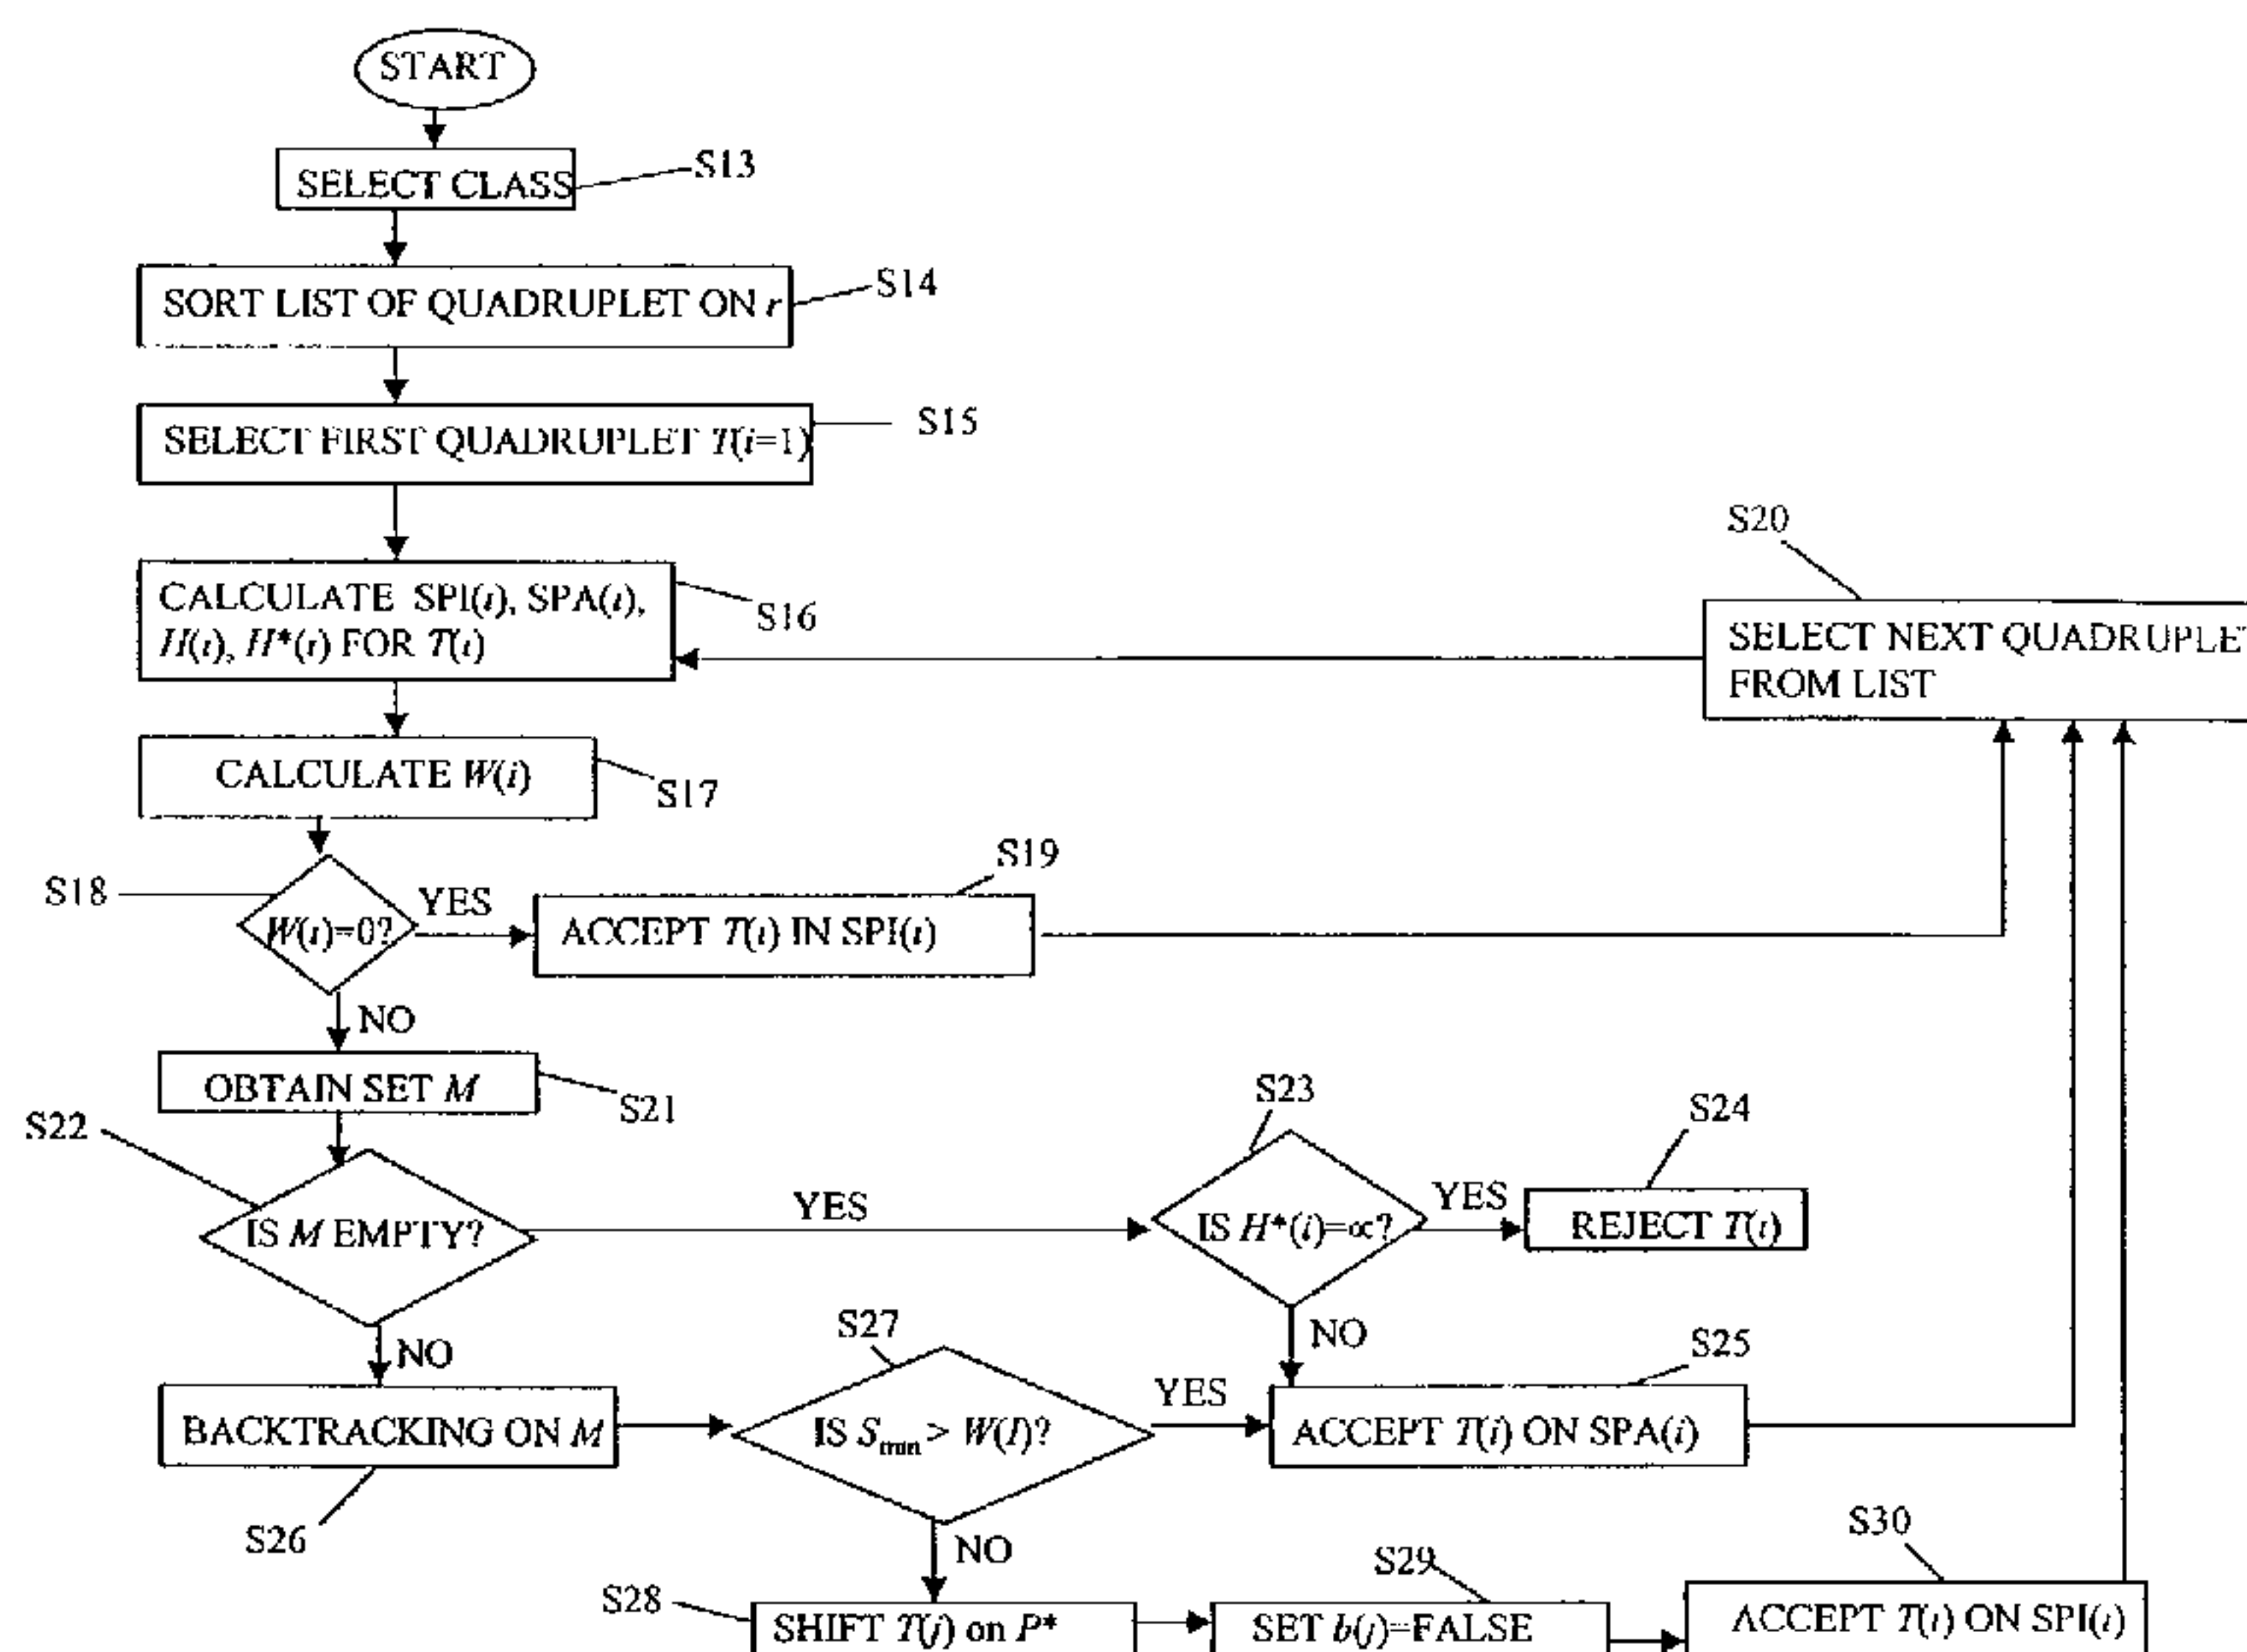 START
SELECT CLASS
S13
SORT LIST OF QUADRUPLET ON r
S14
SELECT FIRST QUADRUPLET T(i=1)
S15
CALCULATE SPI(i), SPA(i),
H(i), H*(i) FOR T(i)
S16
S20
SELECT NEXT QUADRUPLET
FROM LIST
CALCULATE W(i)
S17
S18
W(i)=0?
YES
S19
ACCEPT T(i) IN SPI(i)
NO
OBTAIN SET M
S21
S22
IS M EMPTY?
YES
S23
IS H*(i)=∝?
YES
S24
REJECT T(i)
NO
NO
BACKTRACKING ON M
S26
S27
IS Smin > W(I)?
YES
S25
ACCEPT T(i) ON SPA(i)
NO
S28
SHIFT T(j) on P*
S29
SET b(j)=FALSE
S30
ACCEPT T(i) ON SPI(i)